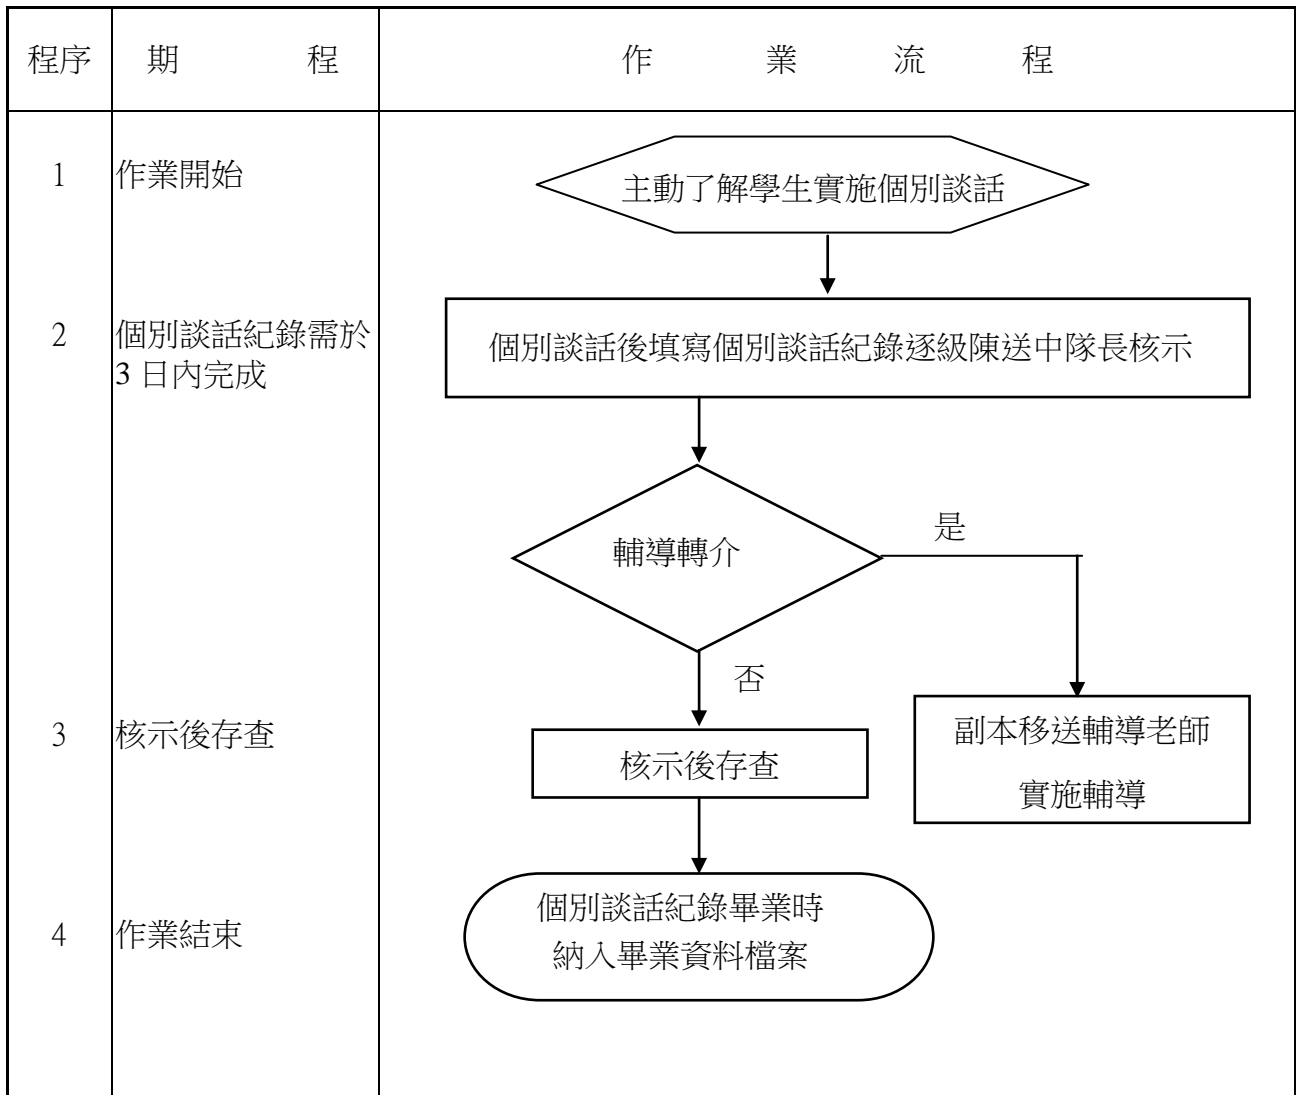 程序 期 程 作 業 流 程
1 作業開始 主動了解學生實施個別談話
2 個別談話紀錄需於
3 日內完成
個別談話後填寫個別談話紀錄逐級陳送中隊長核示
輔導轉介
是
否
3 核示後存查
核示後存查
副本移送輔導老師
實施輔導
4 作業結束
個別談話紀錄畢業時
納入畢業資料檔案